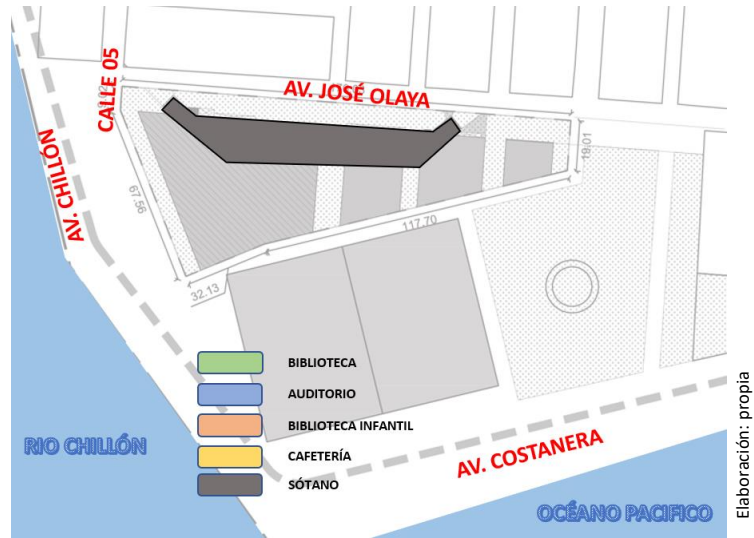 CALLE 05
AV. JOSÉ OLAYA
AV. CHILLÓN
67.56
19.01
117.70
32.13
BIBLIOTECA
AUDITORIO
BIBLIOTECA INFANTIL
CAFETERÍA
SÓTANO
RIO CHILLÓN
AV. COSTANERA
OCÉANO PACIFICO
Elaboración: propia